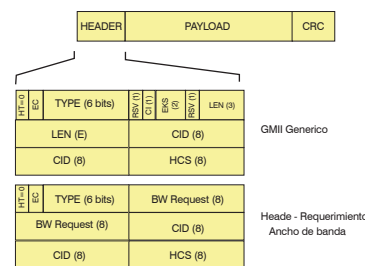 HEADER PAYLOAD CRC
HT=0 EC TYPE (6 bits) RSV (1) CI (1) EKS (2) RSV (1) LEN (3)
LEN (E) CID (8)
GMII Generico
CID (8) HCS (8)
HT=0 EC TYPE (6 bits) BW Request (8)
BW Request (8) CID (8)
Heade - Requerimiento
Ancho de banda
CID (8) HCS (8)